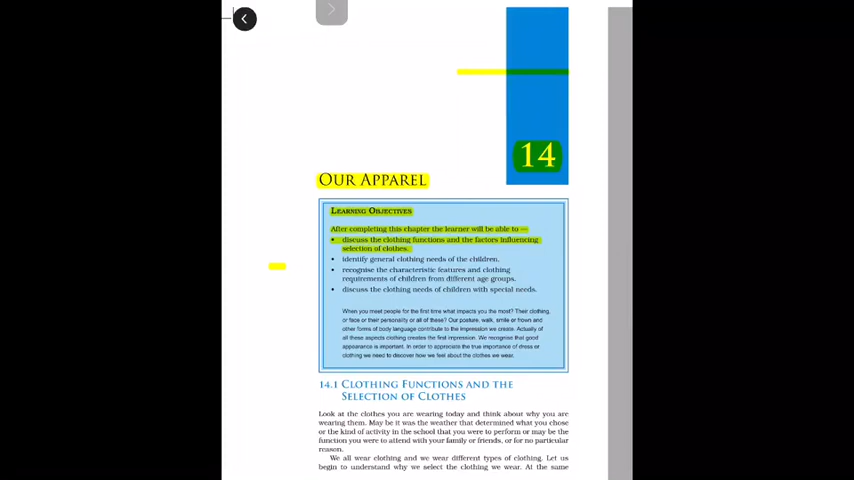 14
OUR APPAREL
LEARNING OBJECTIVES
After completing this chapter the learner will be able to —
• discuss the clothing functions and the factors influencing
selection of clothes.
• identify general clothing needs of the children.
• recognise the characteristic features and clothing
requirements of children from different age groups.
• discuss the clothing needs of children with special needs.
When you meet people for the first time what impacts you the most? Their clothing,
or face or their personality or all of these? Our posture, walk, smile or frown and
other forms of body language contribute to the impression we create. Actually of
all these aspects clothing creates the first impression. We recognise that good
appearance is important. In order to appreciate the true importance of dress or
clothing we need to discover how we feel about the clothes we wear.
14.1 CLOTHING FUNCTIONS AND THE
SELECTION OF CLOTHES
Look at the clothes you are wearing today and think about why you are
wearing them. May be it was the weather that determined what you chose
or the kind of activity in the school that you were to perform or may be the
function you were to attend with your family or friends, or for no particular
reason.
We all wear clothing and we wear different types of clothing. Let us
begin to understand why we select the clothing we wear. At the same